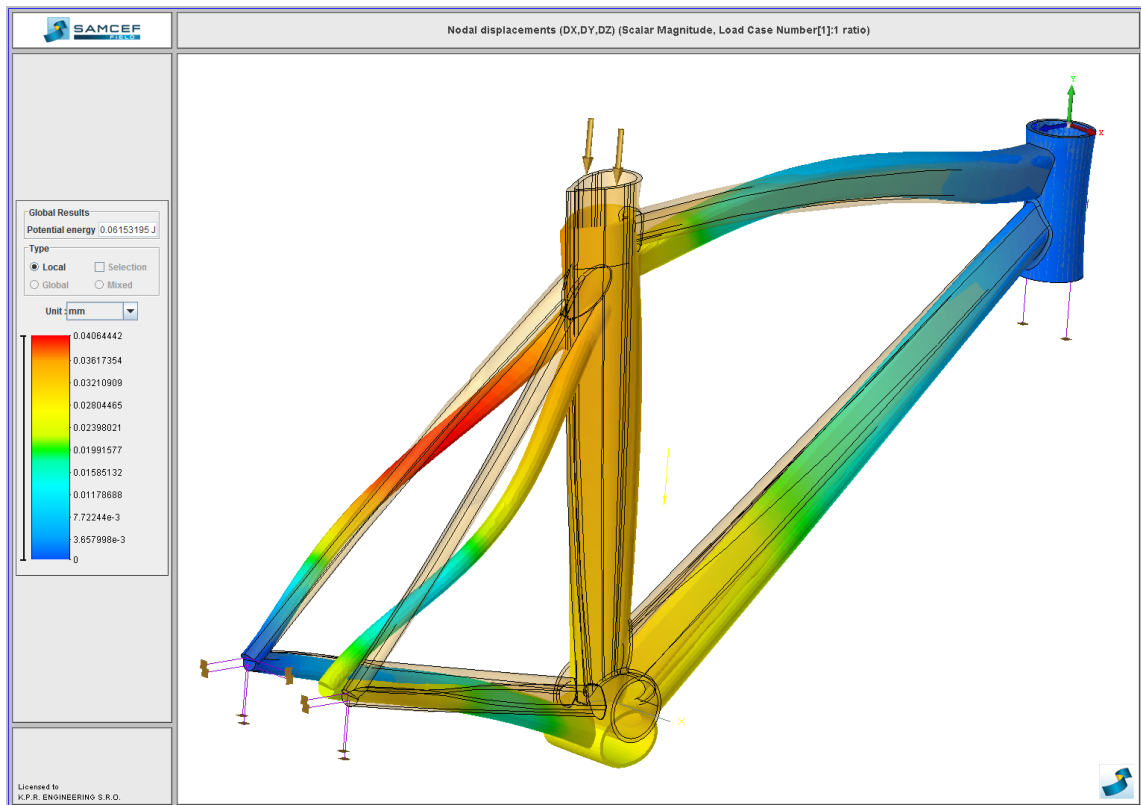 SAMCEF
FIELD
Nodal displacements (DX,DY,DZ) (Scalar Magnitude, Load Case Number[1]:1 ratio)
Y
X
Global Results
Potential energy 0.06153195 J
Type
Local Selection
Global Mixed
Unit : mm
0.04064442
0.03617354
0.03210909
0.02804465
0.02398021
0.01991577
0.01585132
0.01178688
7.72244e-3
3.657998e-3
0
X
Licensed to
K.P.R. ENGINEERING S.R.O.